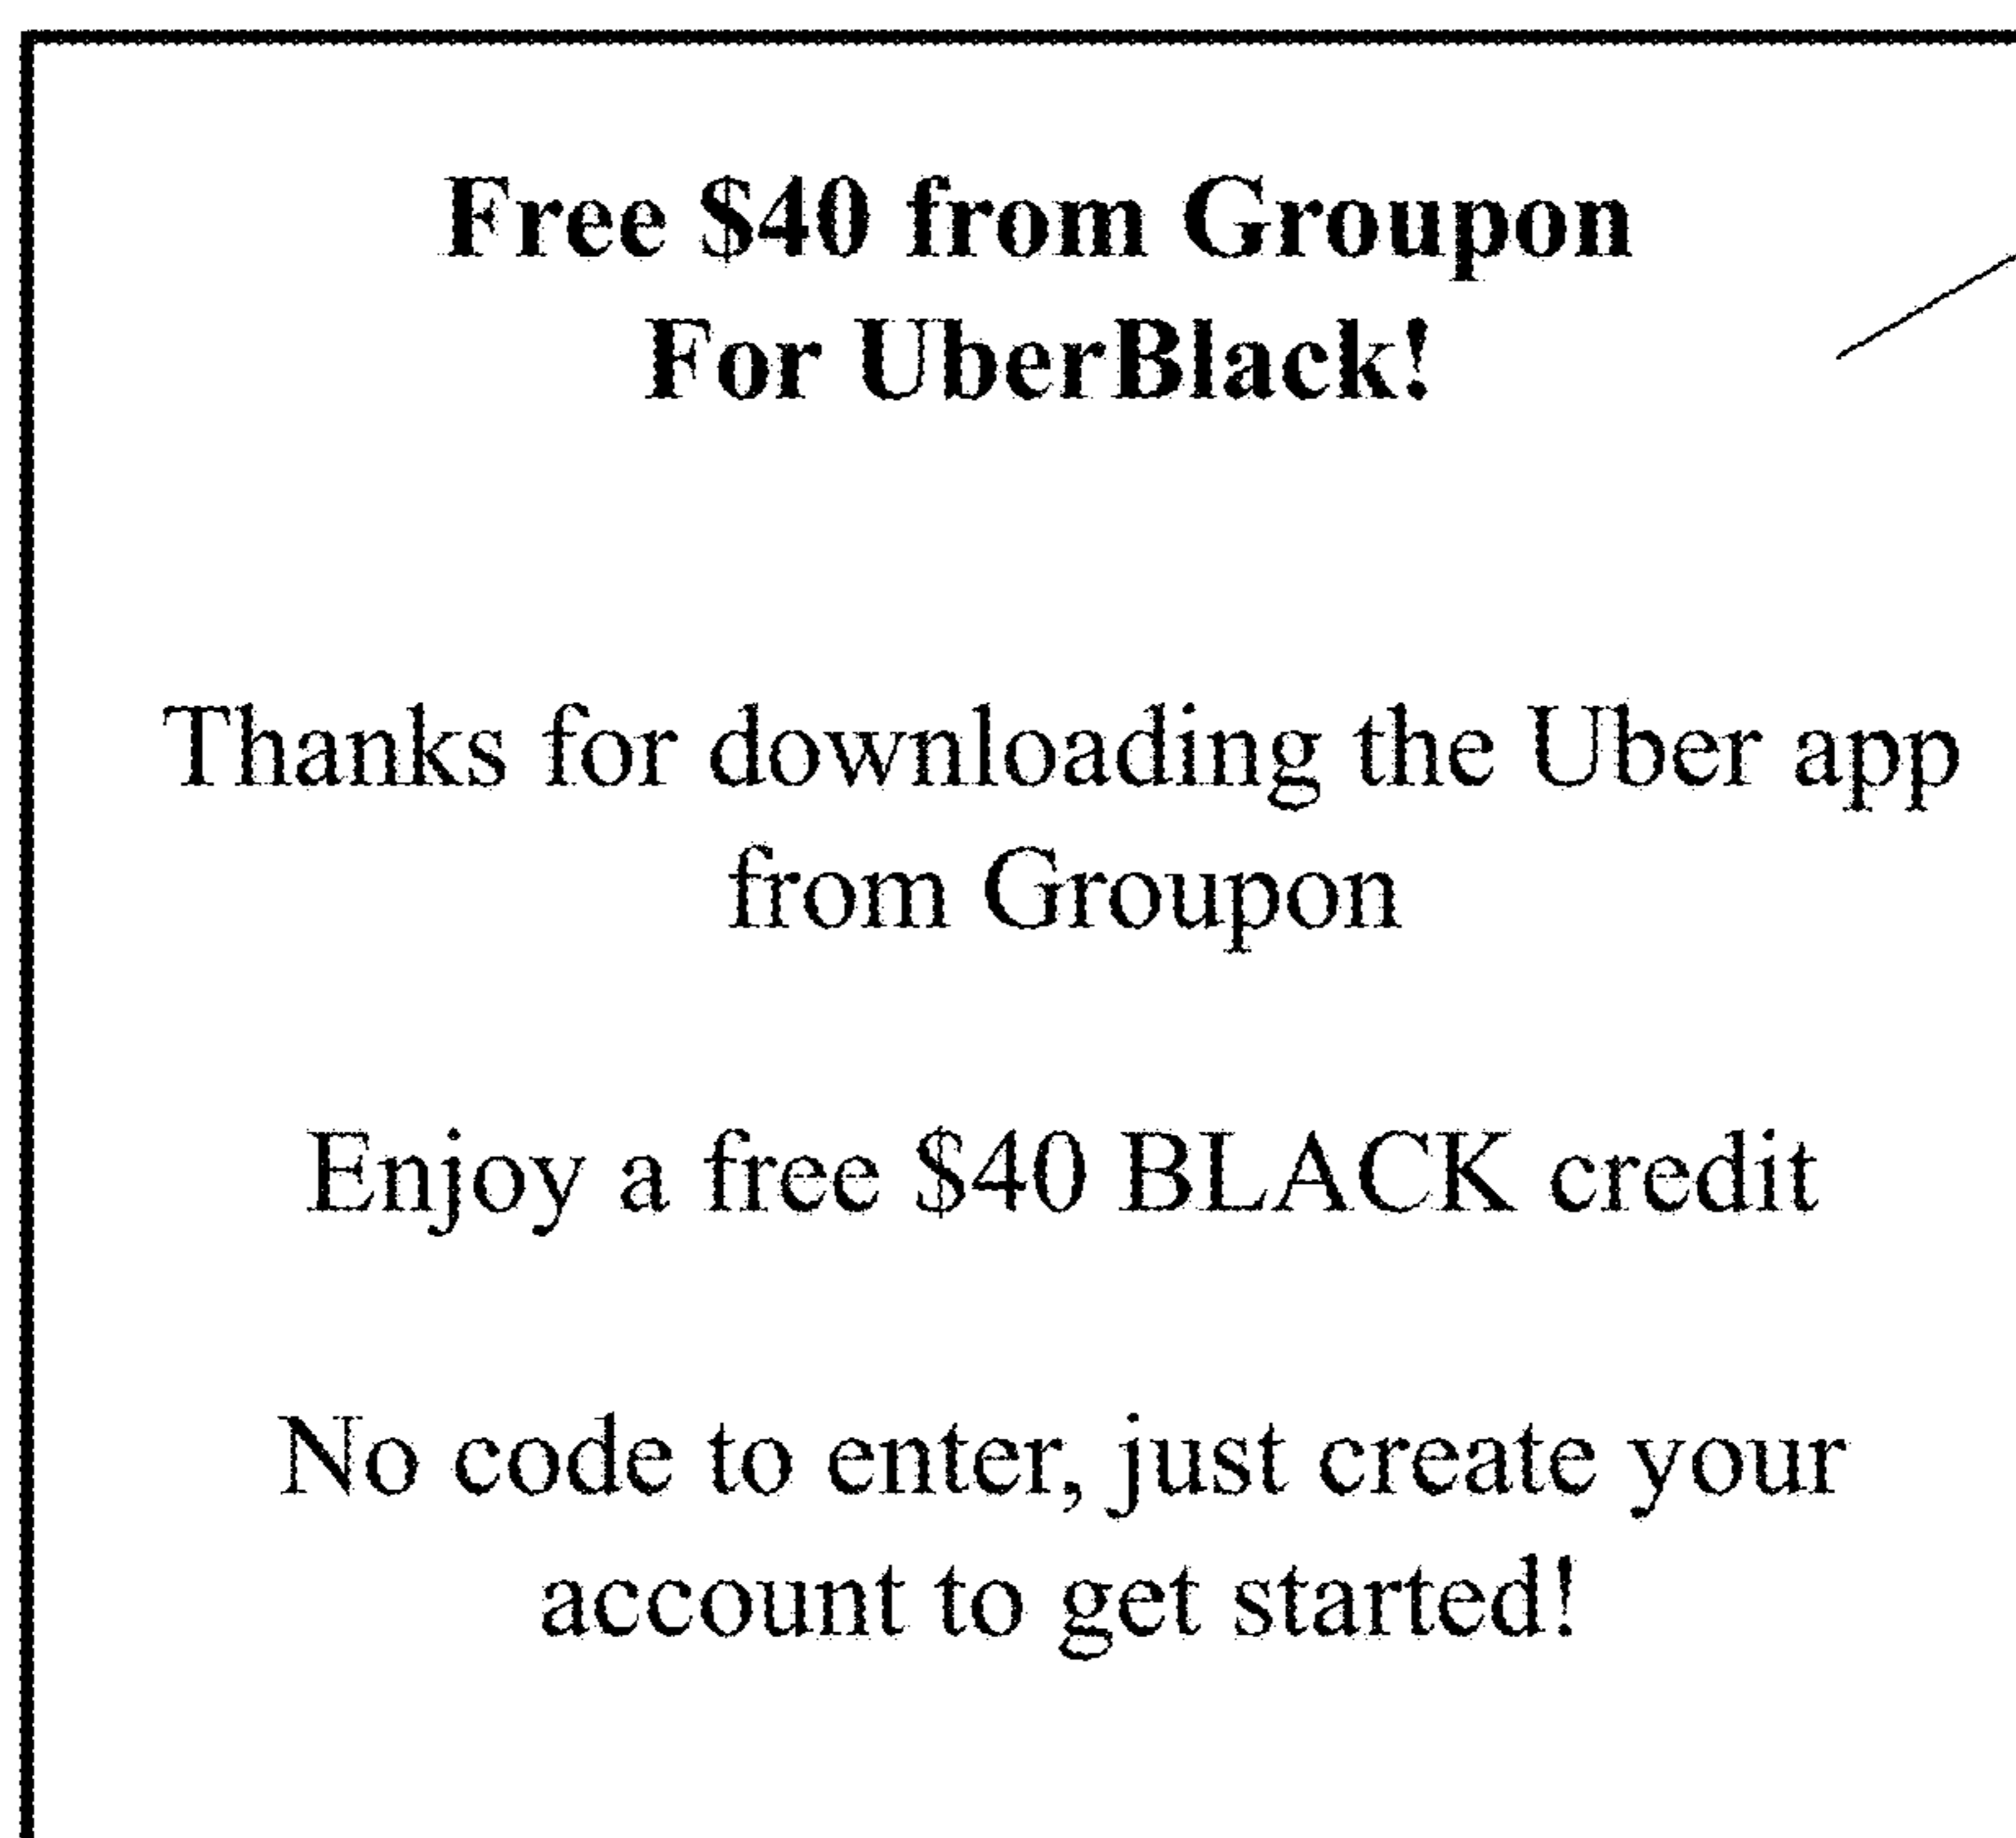 Free $40 from Groupon
For UberBlack!
Thanks for downloading the Uber app
from Groupon
Enjoy a free $40 BLACK credit
No code to enter, just create your
account to get started!